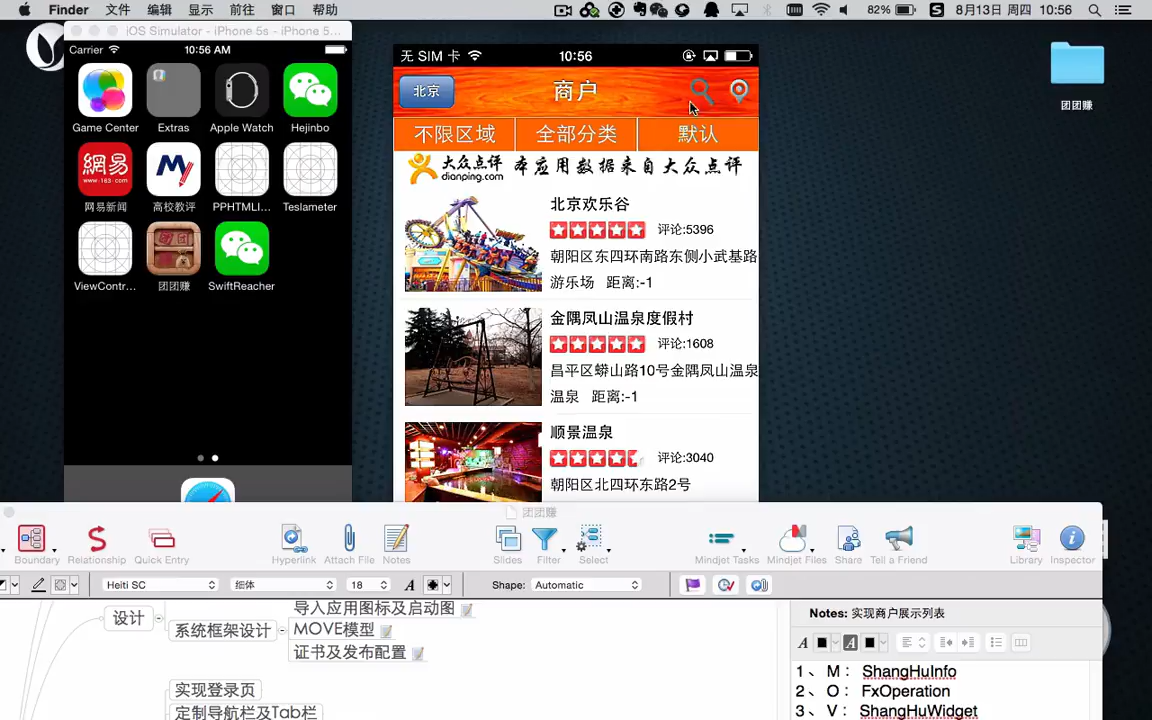 Finder 文件 编辑 显示 前往 窗口 帮助 82% 8月13日 周四 10:56
iOS Simulator - iPhone 5s - iPhone 5...
Carrier 10:56 AM
Game Center Extras Apple Watch Hejinbo
網易
www.163.com
网易新闻 高校教评 PPHTMLI... Teslameter
ViewContr... 团团赚 SwiftReacher
无 SIM 卡 10:56
北京 商户
不限区域 全部分类 默认
大众点评 dianping.com 本应用数据来自大众点评
北京欢乐谷
评论:5396
朝阳区东四环南路东侧小武基路
游乐场 距离:-1
金隅凤山温泉度假村
评论:1608
昌平区蟒山路10号金隅凤山温泉
温泉 距离:-1
顺景温泉
评论:3040
朝阳区北四环东路2号
团团赚
团团赚
Boundary Relationship Quick Entry Hyperlink Attach File Notes Slides Filter Select Mindjet Tasks Mindjet Files Share Tell a Friend Library Inspector
Heiti SC 细体 18 Shape: Automatic
设计
系统框架设计
导入应用图标及启动图
MOVE模型
证书及发布配置
实现登录页
定制导航栏及Tab栏
Notes: 实现商户展示列表
1、 M： ShangHuInfo
2、 O： FxOperation
3、 V： ShangHuWidget